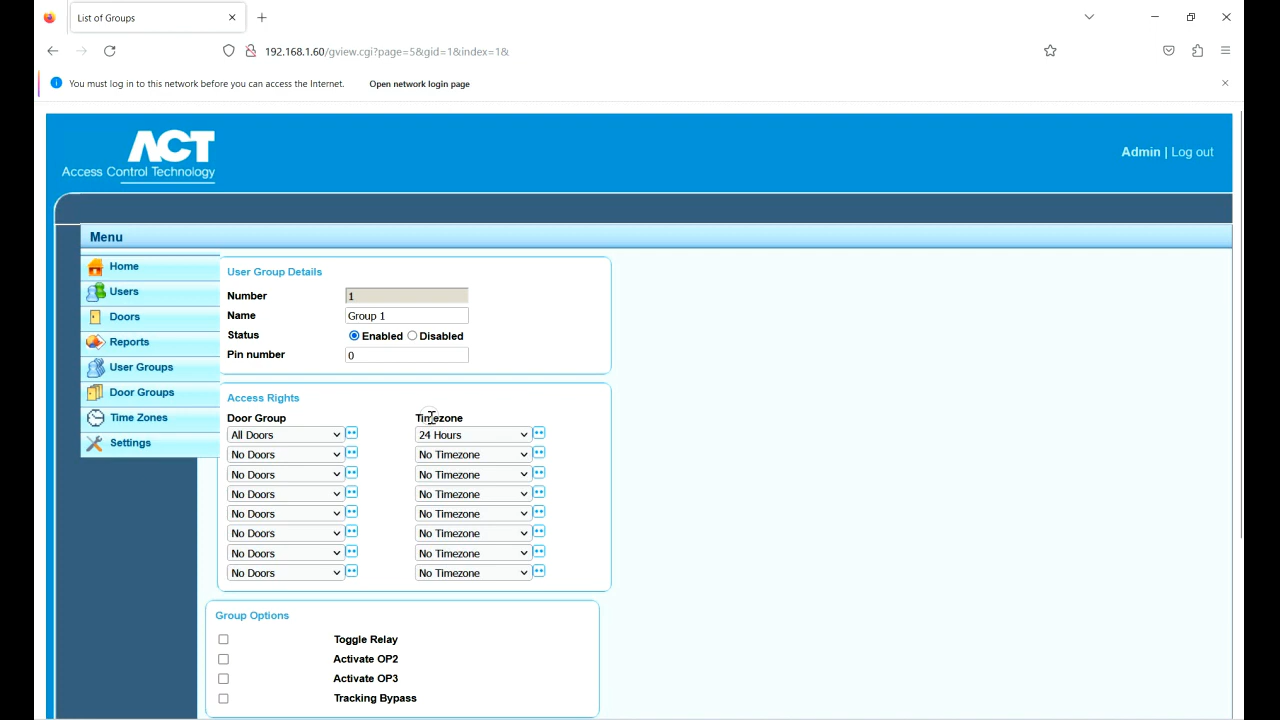 List of Groups
192.168.1.60/gview.cgi?page=5&gid=1&index=1&
You must log in to this network before you can access the Internet. Open network login page
ACT
Access Control Technology
Admin | Log out
Menu
Home
Users
Doors
Reports
User Groups
Door Groups
Time Zones
Settings
User Group Details
Number 1
Name Group 1
Status Enabled Disabled
Pin number 0
Access Rights
Door Group Timezone
All Doors 24 Hours
No Doors No Timezone
No Doors No Timezone
No Doors No Timezone
No Doors No Timezone
No Doors No Timezone
No Doors No Timezone
No Doors No Timezone
Group Options
Toggle Relay
Activate OP2
Activate OP3
Tracking Bypass